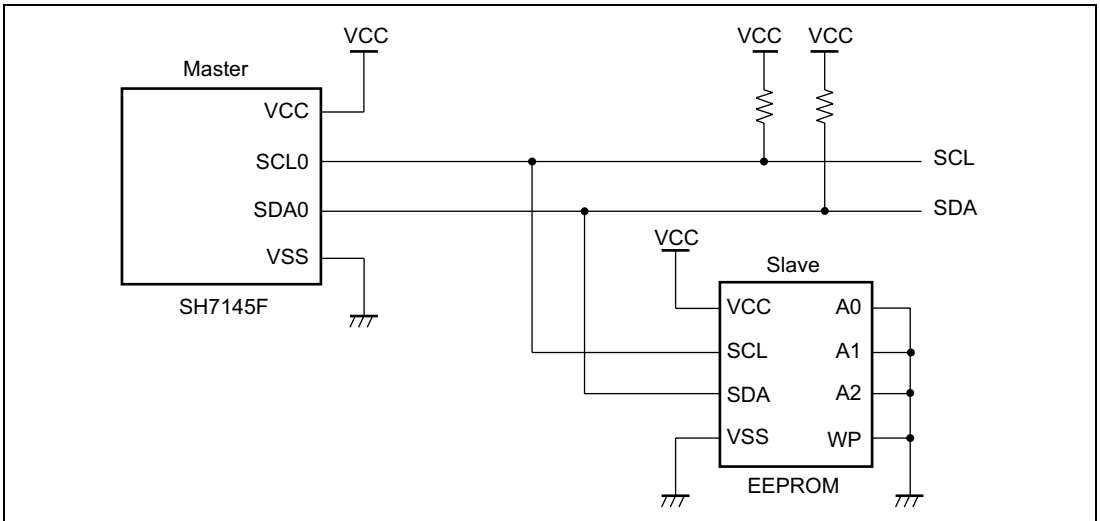 VCC
VCC
VCC
Master
VCC
SCL0
SCL
SDA0
SDA
VSS
SH7145F
VCC
Slave
VCC
A0
SCL
A1
SDA
A2
VSS
WP
EEPROM